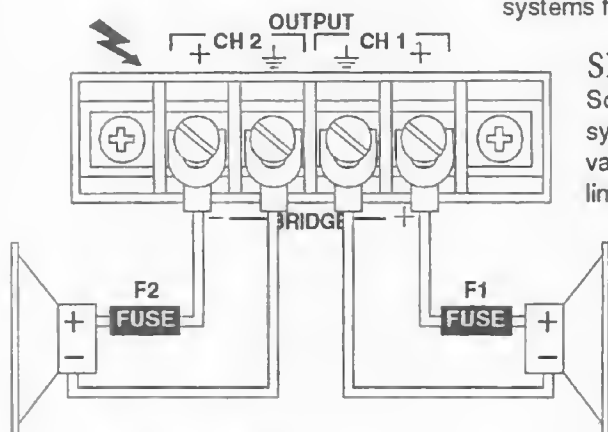 systems f
OUTPUT
+ CH 2 CH 1 +
So
sy
va
lin
- BRIDGE +
F2
FUSE
F1
FUSE
+
-
+
-